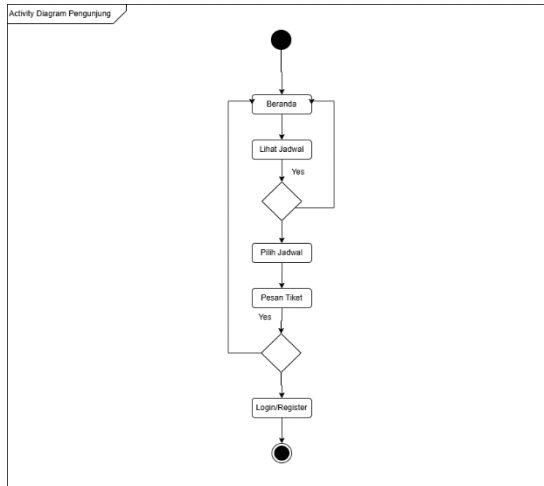 Activity Diagram Pengunjung
Beranda
Lihat Jadwal
Yes
Pilih Jadwal
Pesan Tiket
Yes
Login/Register